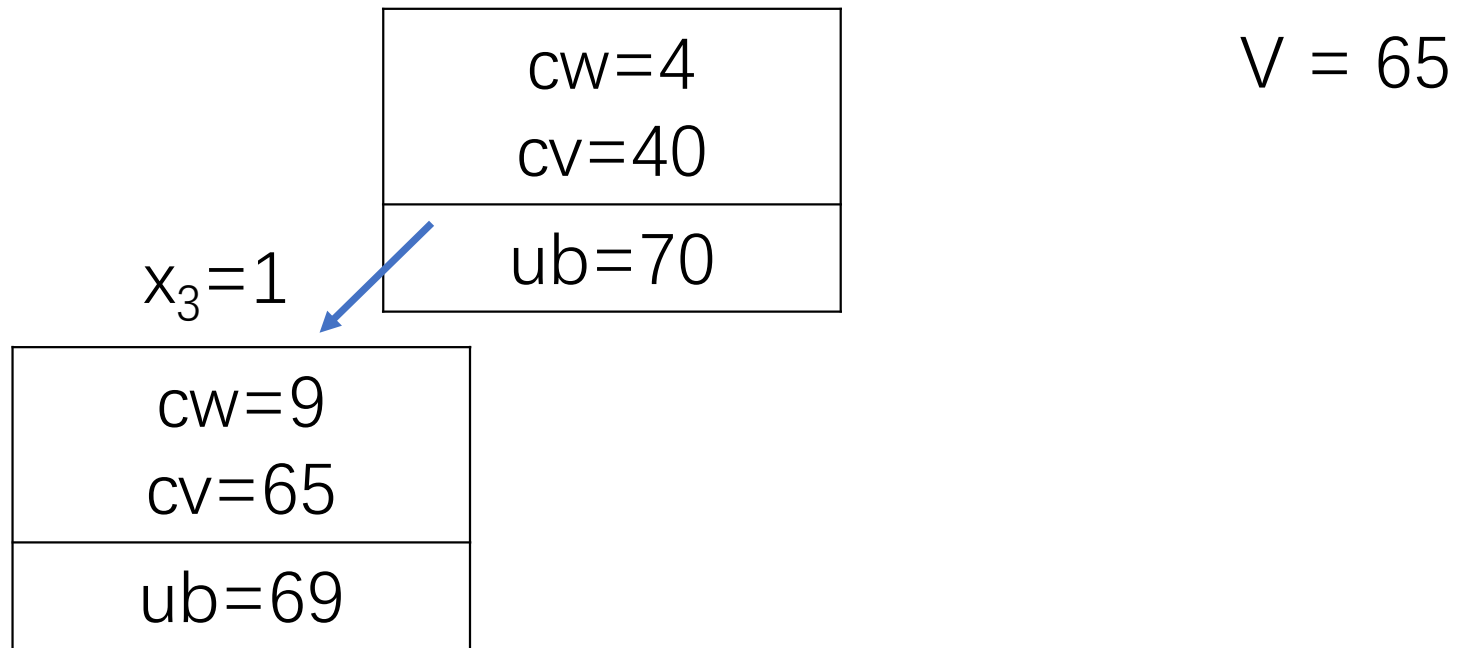 cw=4
cv=40
ub=70
V = 65
x₃=1
cw=9
cv=65
ub=69